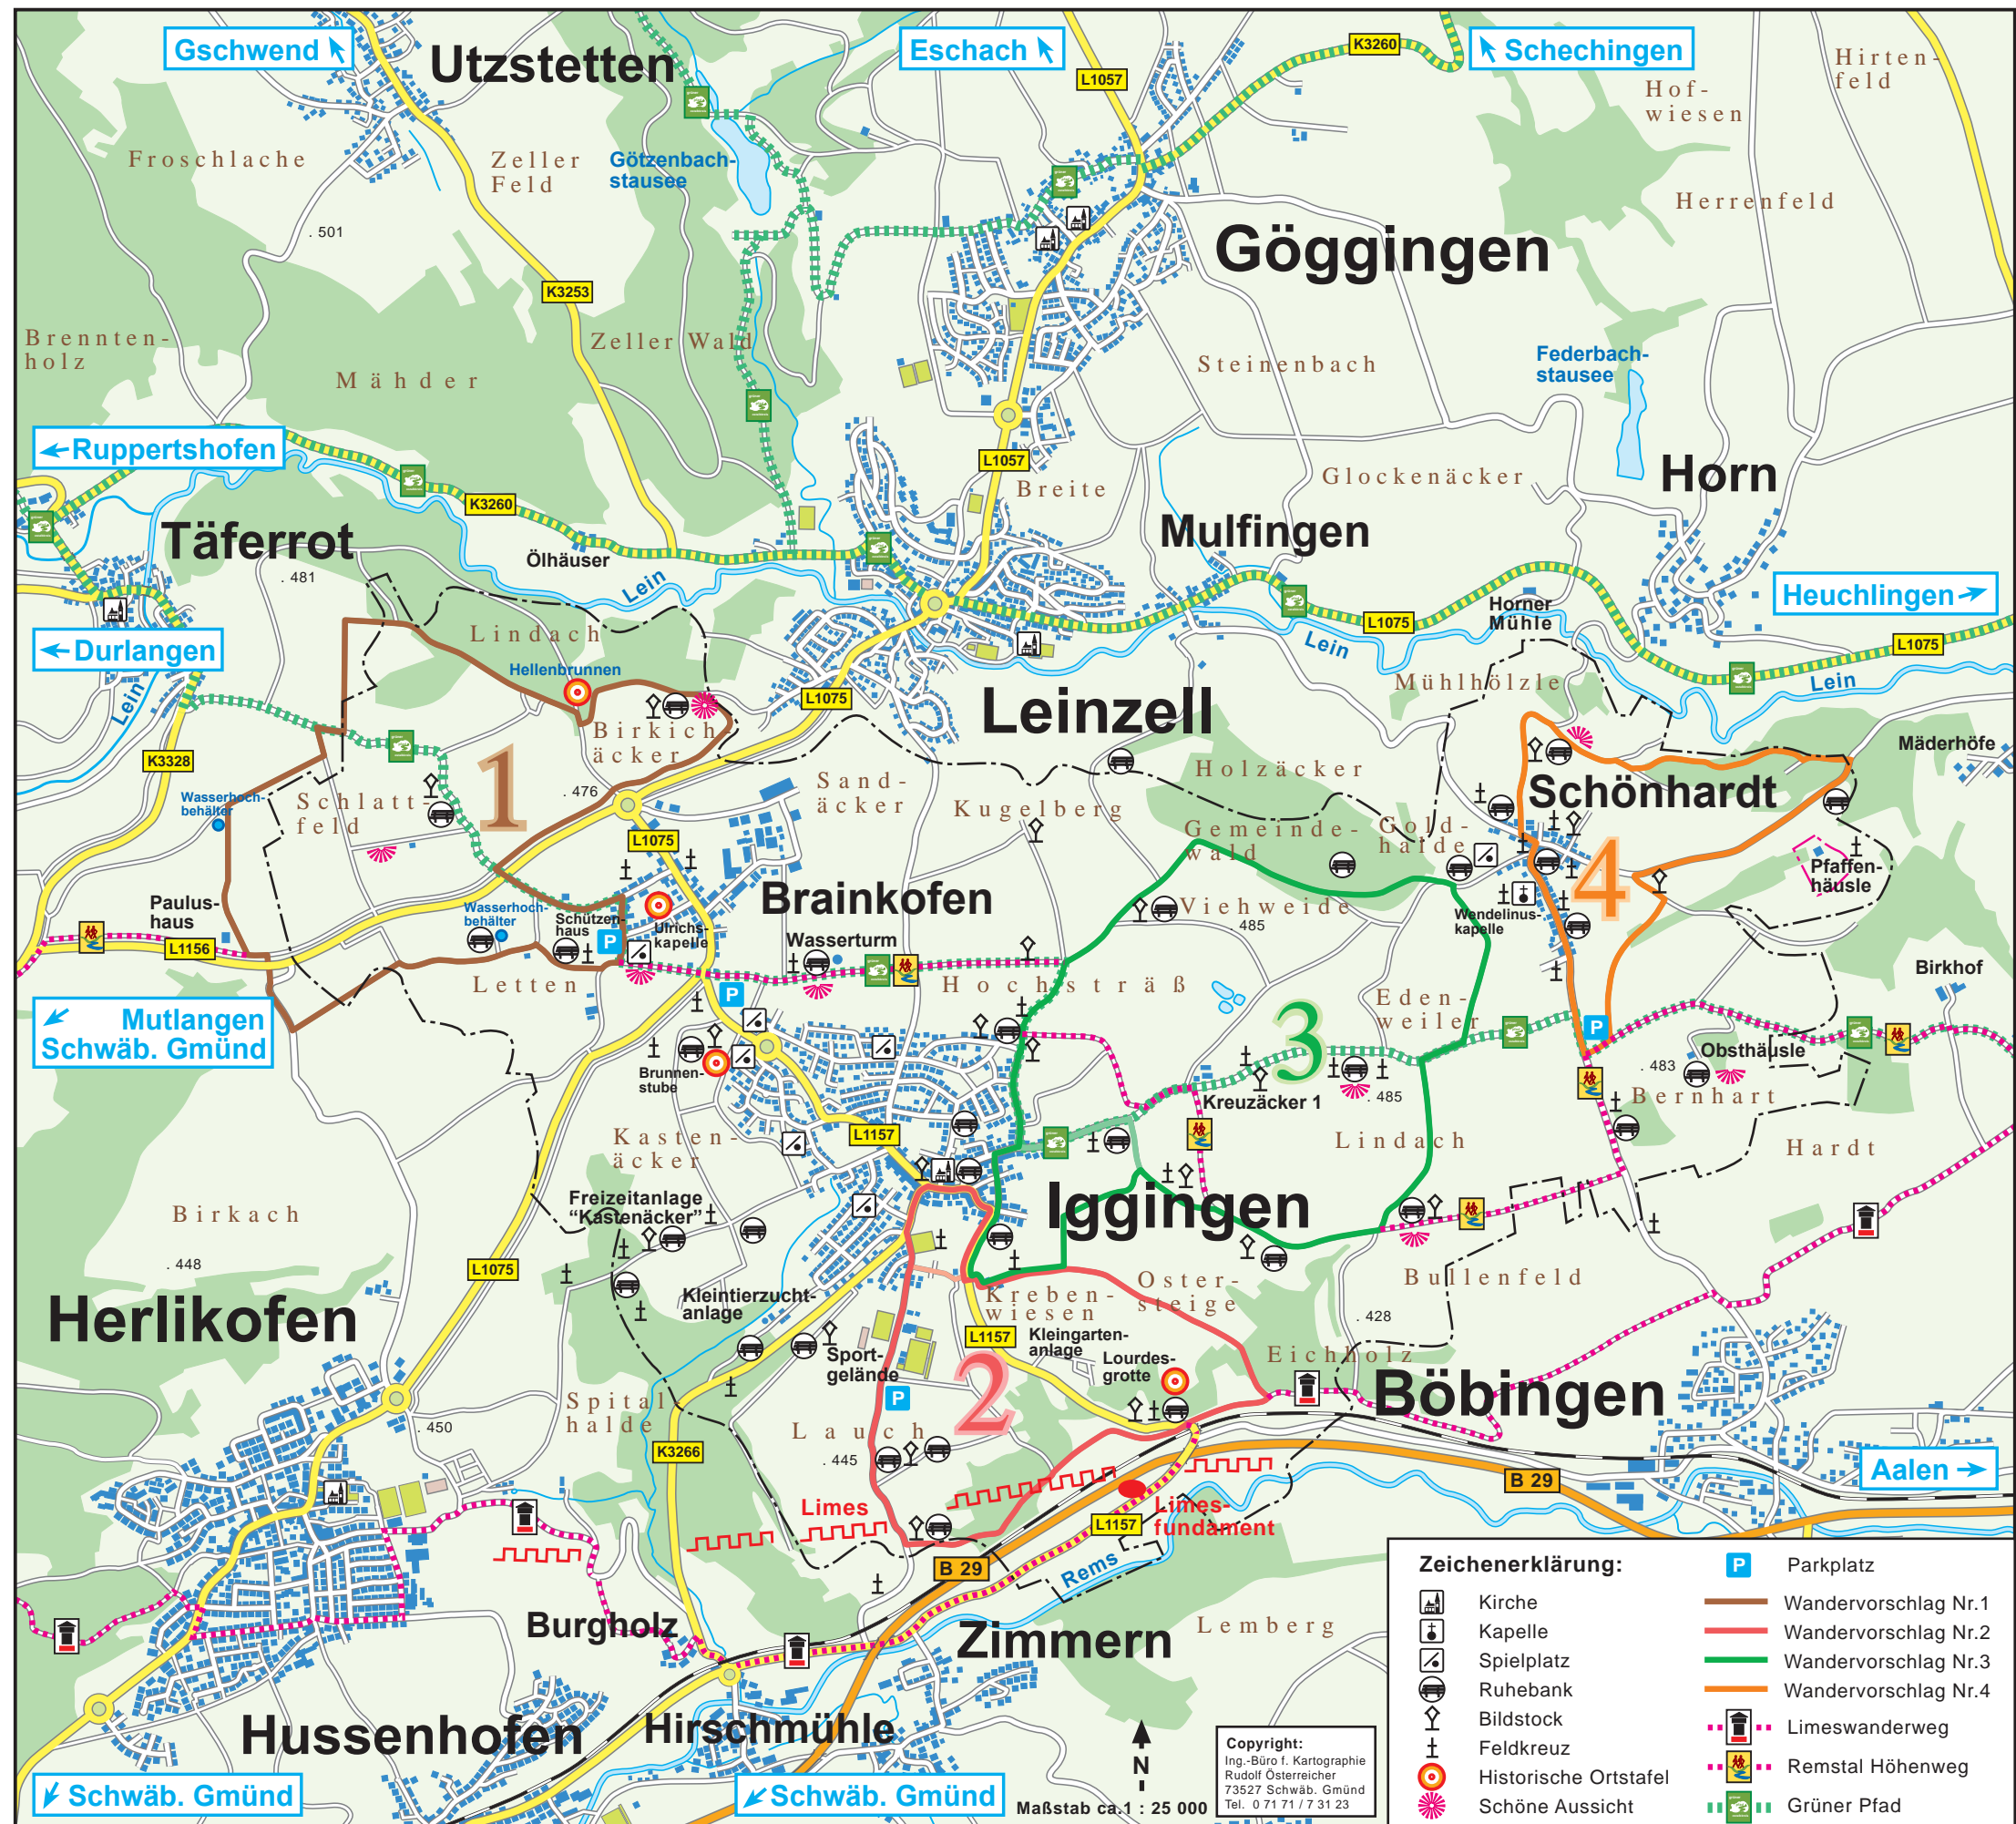 Gschwend
Utzstetten
Eschach
L1057
K3260
Schechingen
Hof-
wiesen
Hirten-
feld
Froschlache
Zeller
Feld
Götzenbach-
stausee
. 501
Herrenfeld
Göggingen
K3253
Brennten-
holz
Mähder
Zeller Wald
Steinenbach
Federbach-
stausee
Ruppertshofen
K3260
L1057
Breite
Glockenäcker
Horn
Täferrot
. 481
Ölhäuser
Lein
Mulfingen
Horner
Mühle
Heuchlingen
L1075
Lein
L1075
Lein
Durlangen
Lein
Lindach
Hellenbrunnen
Birkich-
äcker
L1075
Leinzell
Mühlhölzle
K3328
Wasserhoch-
behälter
Schlatt-
feld
1
. 476
L1075
Sand-
äcker
Kugelberg
Holzäcker
Gemeinde-
wald
Gold-
halde
Schönhardt
Mäderhöfe
4
Pfaffen-
häusle
Paulus-
haus
L1156
Wasserhoch-
behälter
Schützen-
haus
P
Ulrichs-
kapelle
Brainkofen
Wasserturm
Viehweide
. 485
Wendelinus-
kapelle
Letten
P
Hochsträß
Eden-
weiler
Birkhof
Mutlangen
Schwäb. Gmünd
3
P
Brunnen-
stube
Kreuzäcker 1
. 485
Obsthäusle
. 483
Bernhart
Kasten-
äcker
L1157
Lindach
Hardt
Freizeitanlage
"Kastenäcker"
Iggingen
Birkach
. 448
L1075
Herlikofen
Kleintierzucht-
anlage
Kreben-
wiesen
Oster-
steige
Bullenfeld
. 428
Sport-
gelände
L1157
Kleingarten-
anlage
Lourdes-
grotte
Eichholz
Böbingen
2
P
Spital-
halde
. 450
K3266
Lauch
. 445
Aalen
B 29
Limes
Limes-
fundament
L1157
B 29
Rems
Burgholz
Zimmern
Lemberg
Hussenhofen
Hirschmühle
Schwäb. Gmünd
Schwäb. Gmünd
N
Maßstab ca.1 : 25 000
Copyright:
Ing.-Büro f. Kartographie
Rudolf Österreicher
73527 Schwäb. Gmünd
Tel. 0 71 71 / 7 31 23
Zeichenerklärung:
Kirche
Kapelle
Spielplatz
Ruhebank
Bildstock
Feldkreuz
Historische Ortstafel
Schöne Aussicht
P Parkplatz
Wandervorschlag Nr.1
Wandervorschlag Nr.2
Wandervorschlag Nr.3
Wandervorschlag Nr.4
Limeswanderweg
Remstal Höhenweg
Grüner Pfad